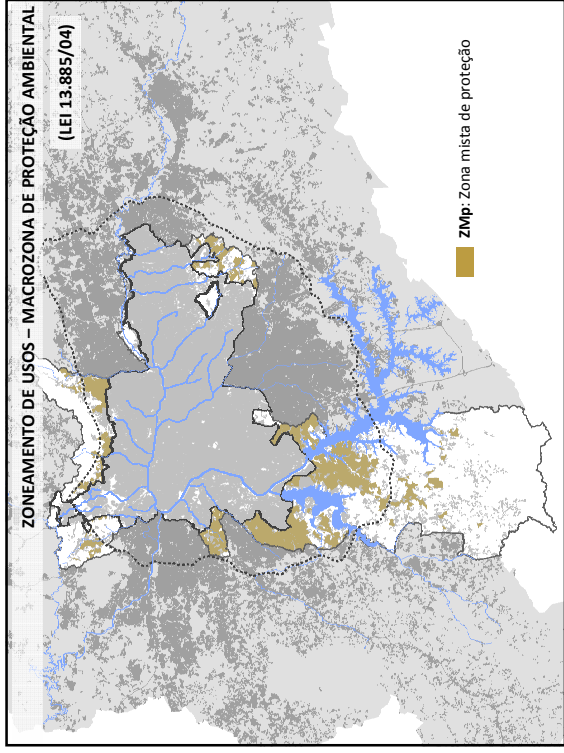 ZONEAMENTO DE USOS – MACROZONA DE PROTEÇÃO AMBIENTAL
(LEI 13.885/04)
ZMp: Zona mista de proteção